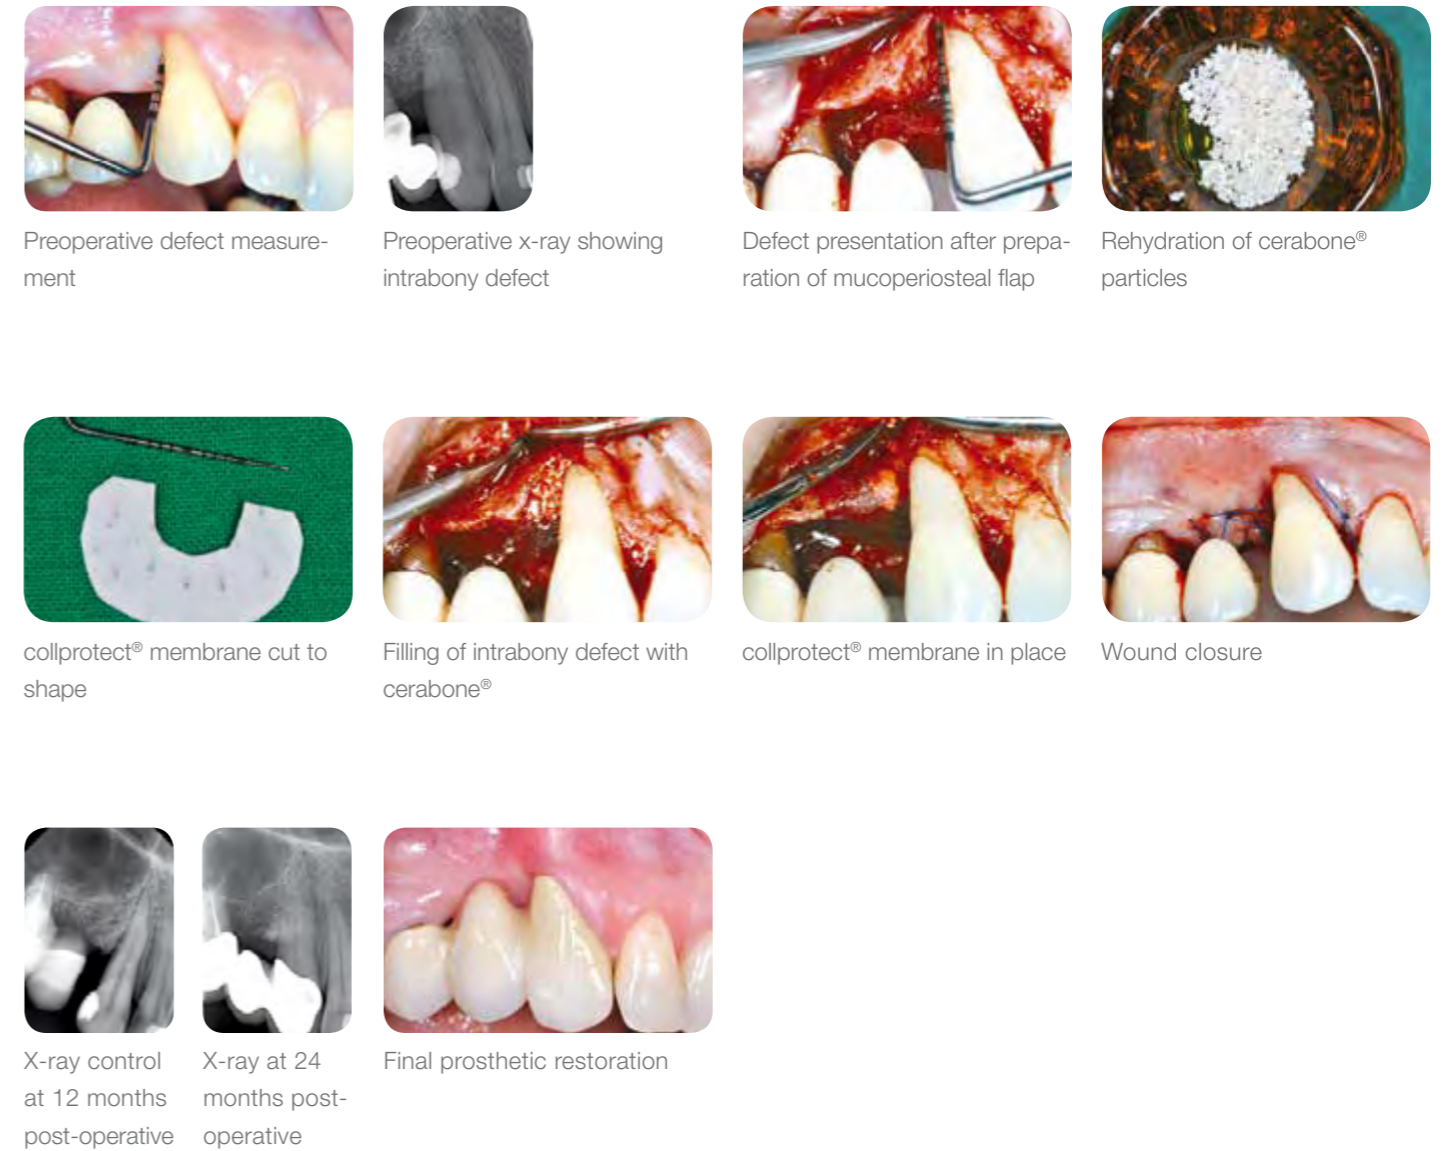 Preoperative defect measure-
ment
Preoperative x-ray showing
intrabony defect
Defect presentation after prepa-
ration of mucoperiosteal flap
Rehydration of cerabone®
particles
collprotect® membrane cut to
shape
Filling of intrabony defect with
cerabone®
collprotect® membrane in place
Wound closure
X-ray control
at 12 months
post-operative
X-ray at 24
months post-
operative
Final prosthetic restoration